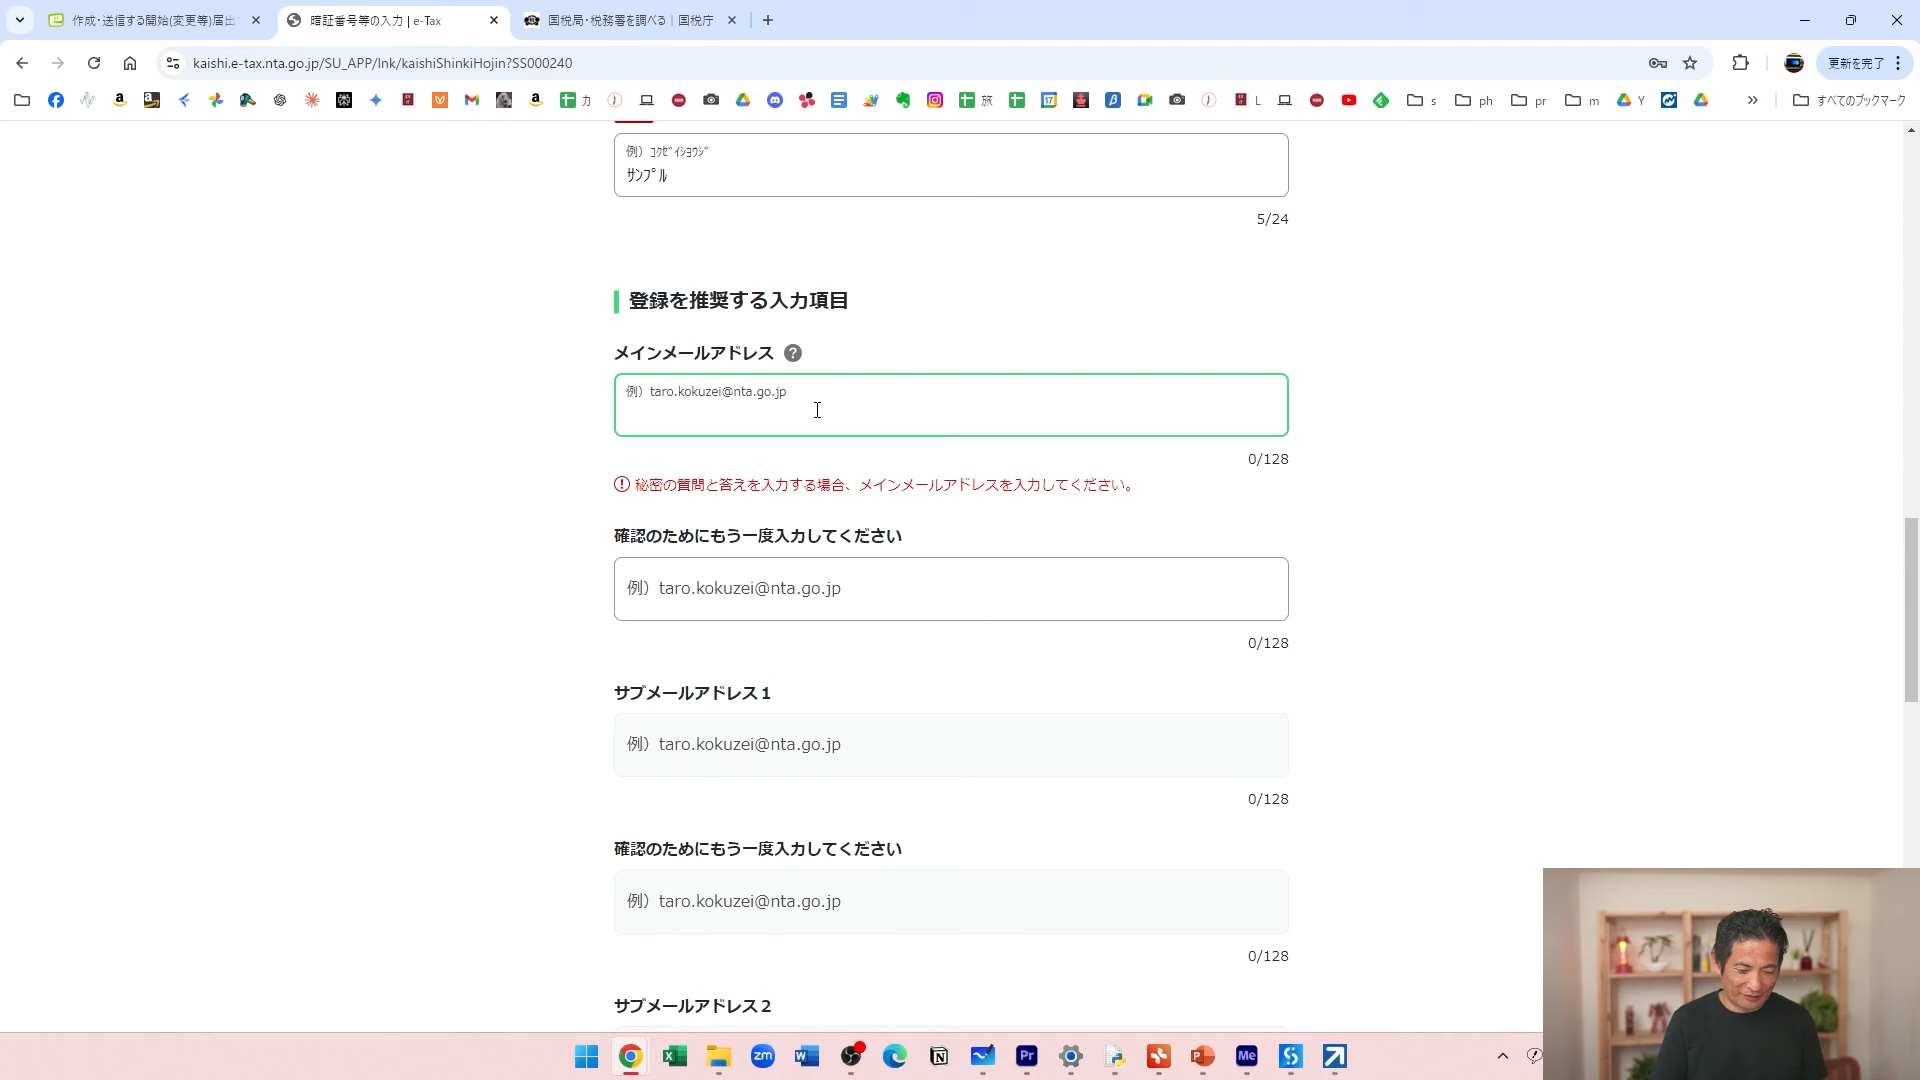 作成・送信する開始(変更等)届出
暗証番号等の入力 | e-Tax
国税局・税務署を調べる｜国税庁
kaishi.e-tax.nta.go.jp/SU_APP/lnk/kaishiShinkiHojin?SS000240
更新を完了
カ
旅
L
s
ph
pr
m
Y
すべてのブックマーク
例）ｺｸｾﾞｲｼﾖｳｼﾞ
ｻﾝﾌﾟﾙ
5/24
登録を推奨する入力項目
メインメールアドレス ?
例）taro.kokuzei@nta.go.jp
0/128
秘密の質問と答えを入力する場合、メインメールアドレスを入力してください。
確認のためにもう一度入力してください
例）taro.kokuzei@nta.go.jp
0/128
サブメールアドレス１
例）taro.kokuzei@nta.go.jp
0/128
確認のためにもう一度入力してください
例）taro.kokuzei@nta.go.jp
0/128
サブメールアドレス２